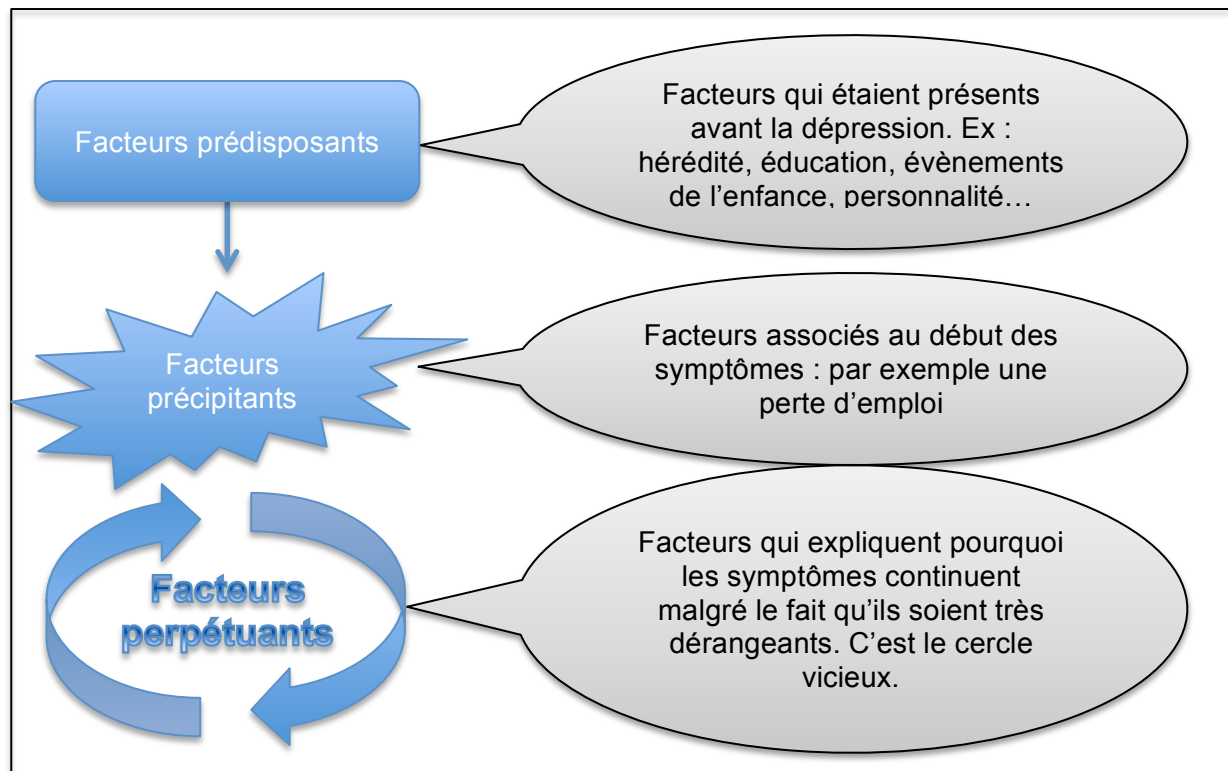 Facteurs prédisposants
Facteurs qui étaient présents
avant la dépression. Ex :
hérédité, éducation, évènements
de l’enfance, personnalité…
Facteurs
précipitants
Facteurs associés au début des
symptômes : par exemple une
perte d’emploi
Facteurs
perpétuants
Facteurs qui expliquent pourquoi
les symptômes continuent
malgré le fait qu’ils soient très
dérangeants. C’est le cercle
vicieux.